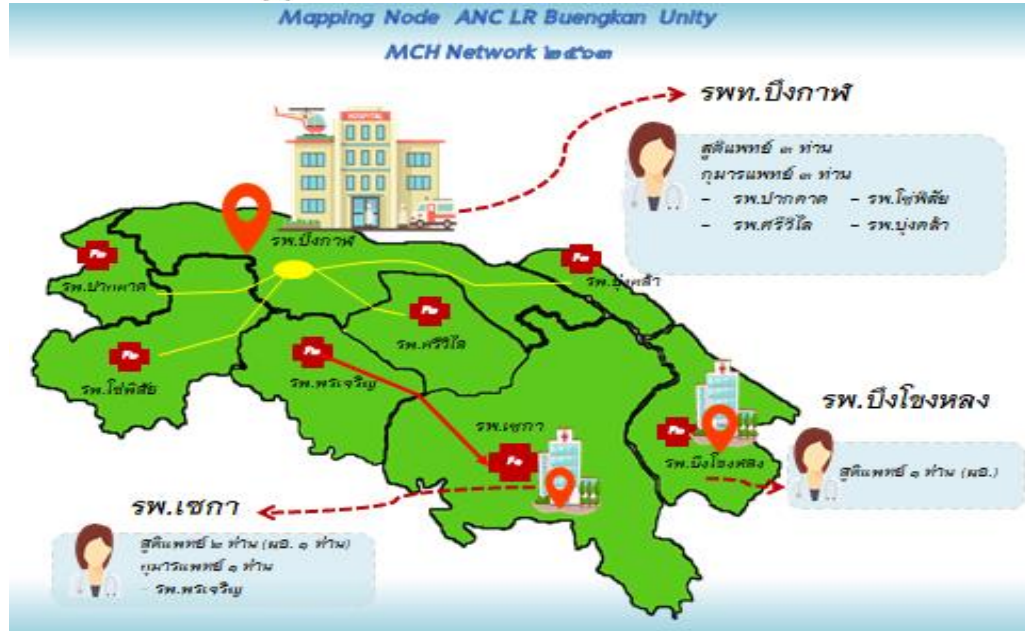 Mapping Node ANC LR Buengkan Unity
MCH Network ๒๕๖๓
รพท.บึงกาฬ
สูติแพทย์ ๓ ท่าน
กุมารแพทย์ ๓ ท่าน
- รพ.ปากคาด - รพ.โซ่พิสัย
- รพ.ศรีวิไล - รพ.บุ่งคล้า
HOSPITAL
รพ.บึงกาฬ
รพ.ปากคาด
รพ.บุ่งคล้า
รพ.ศรีวิไล
รพ.โซ่พิสัย
รพ.พรเจริญ
รพ.เซกา
รพ.บึงโขงหลง
รพ.บึงโขงหลง
สูติแพทย์ ๑ ท่าน (ผอ.)
รพ.เซกา
สูติแพทย์ ๒ ท่าน (ผอ. ๑ ท่าน)
กุมารแพทย์ ๑ ท่าน
- รพ.พรเจริญ